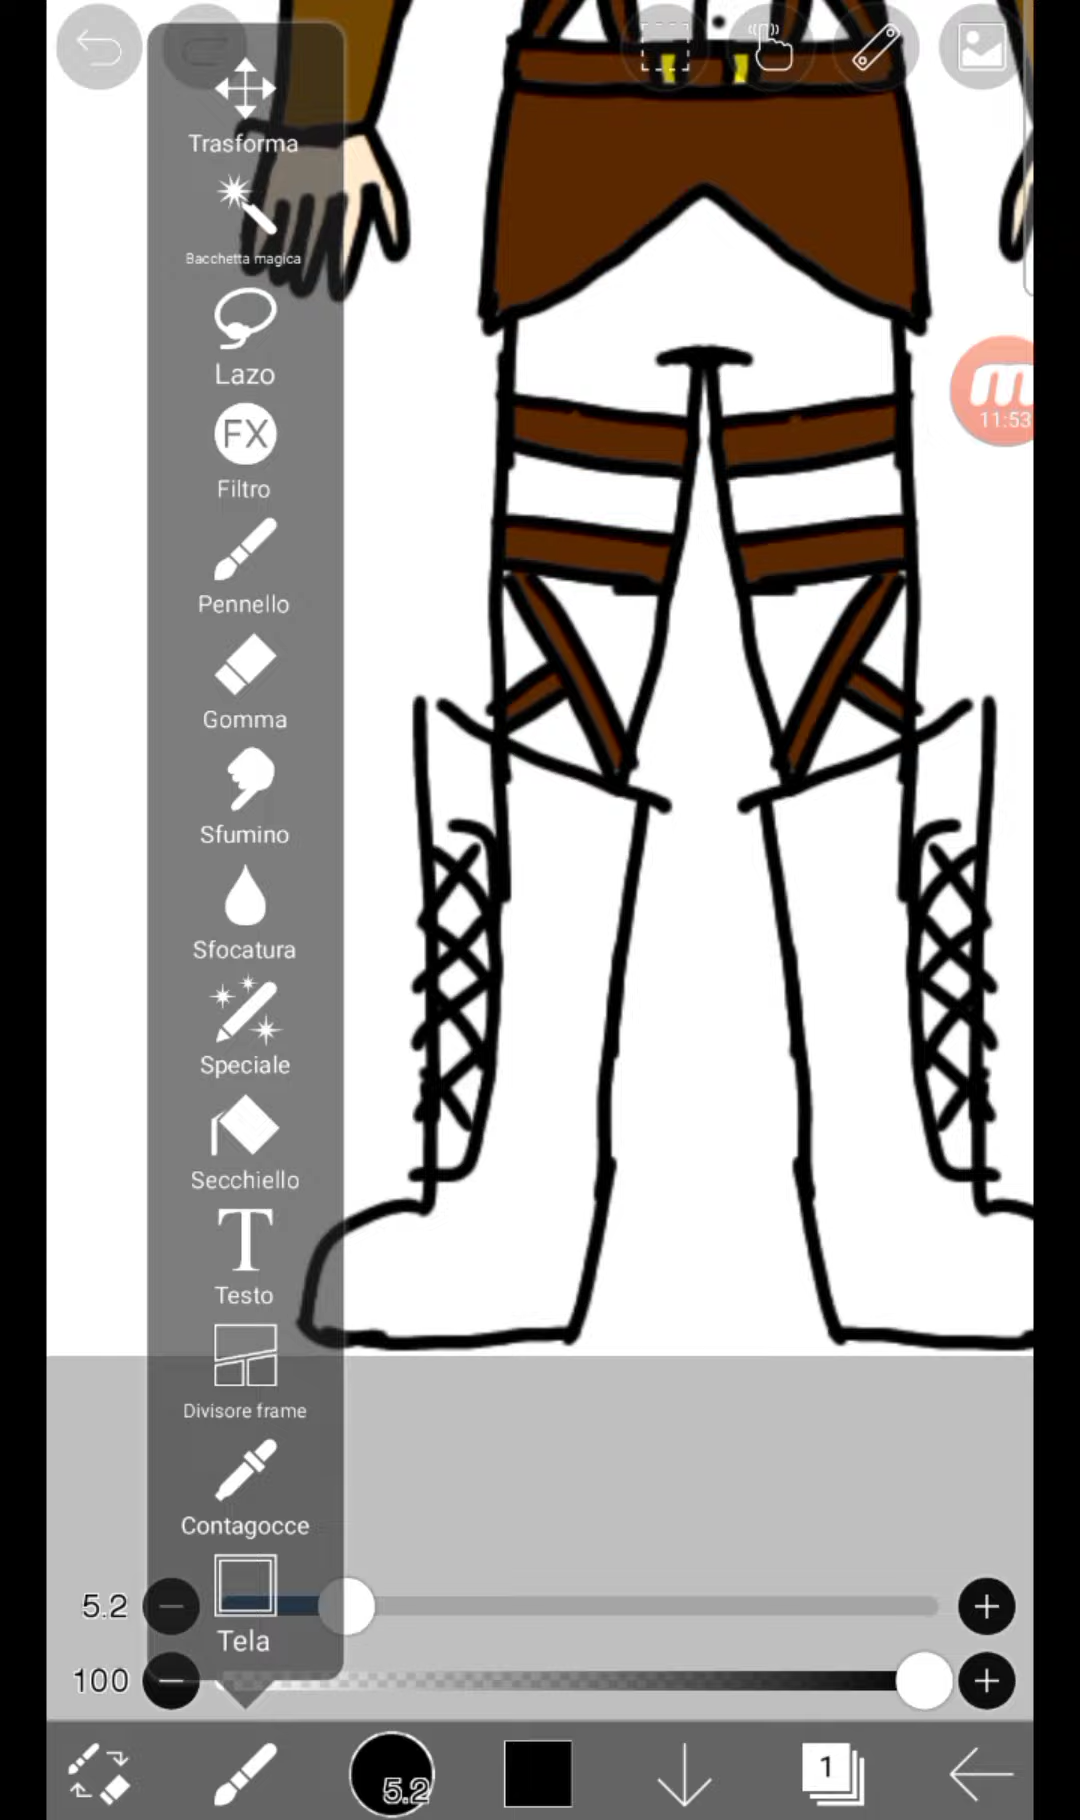 Trasforma
Bacchetta magica
Lazo
FX
Filtro
11:53
Pennello
Gomma
Sfumino
Sfocatura
Speciale
Secchiello
T
Testo
Divisore frame
Contagocce
5.2
Tela
100
5.2
1